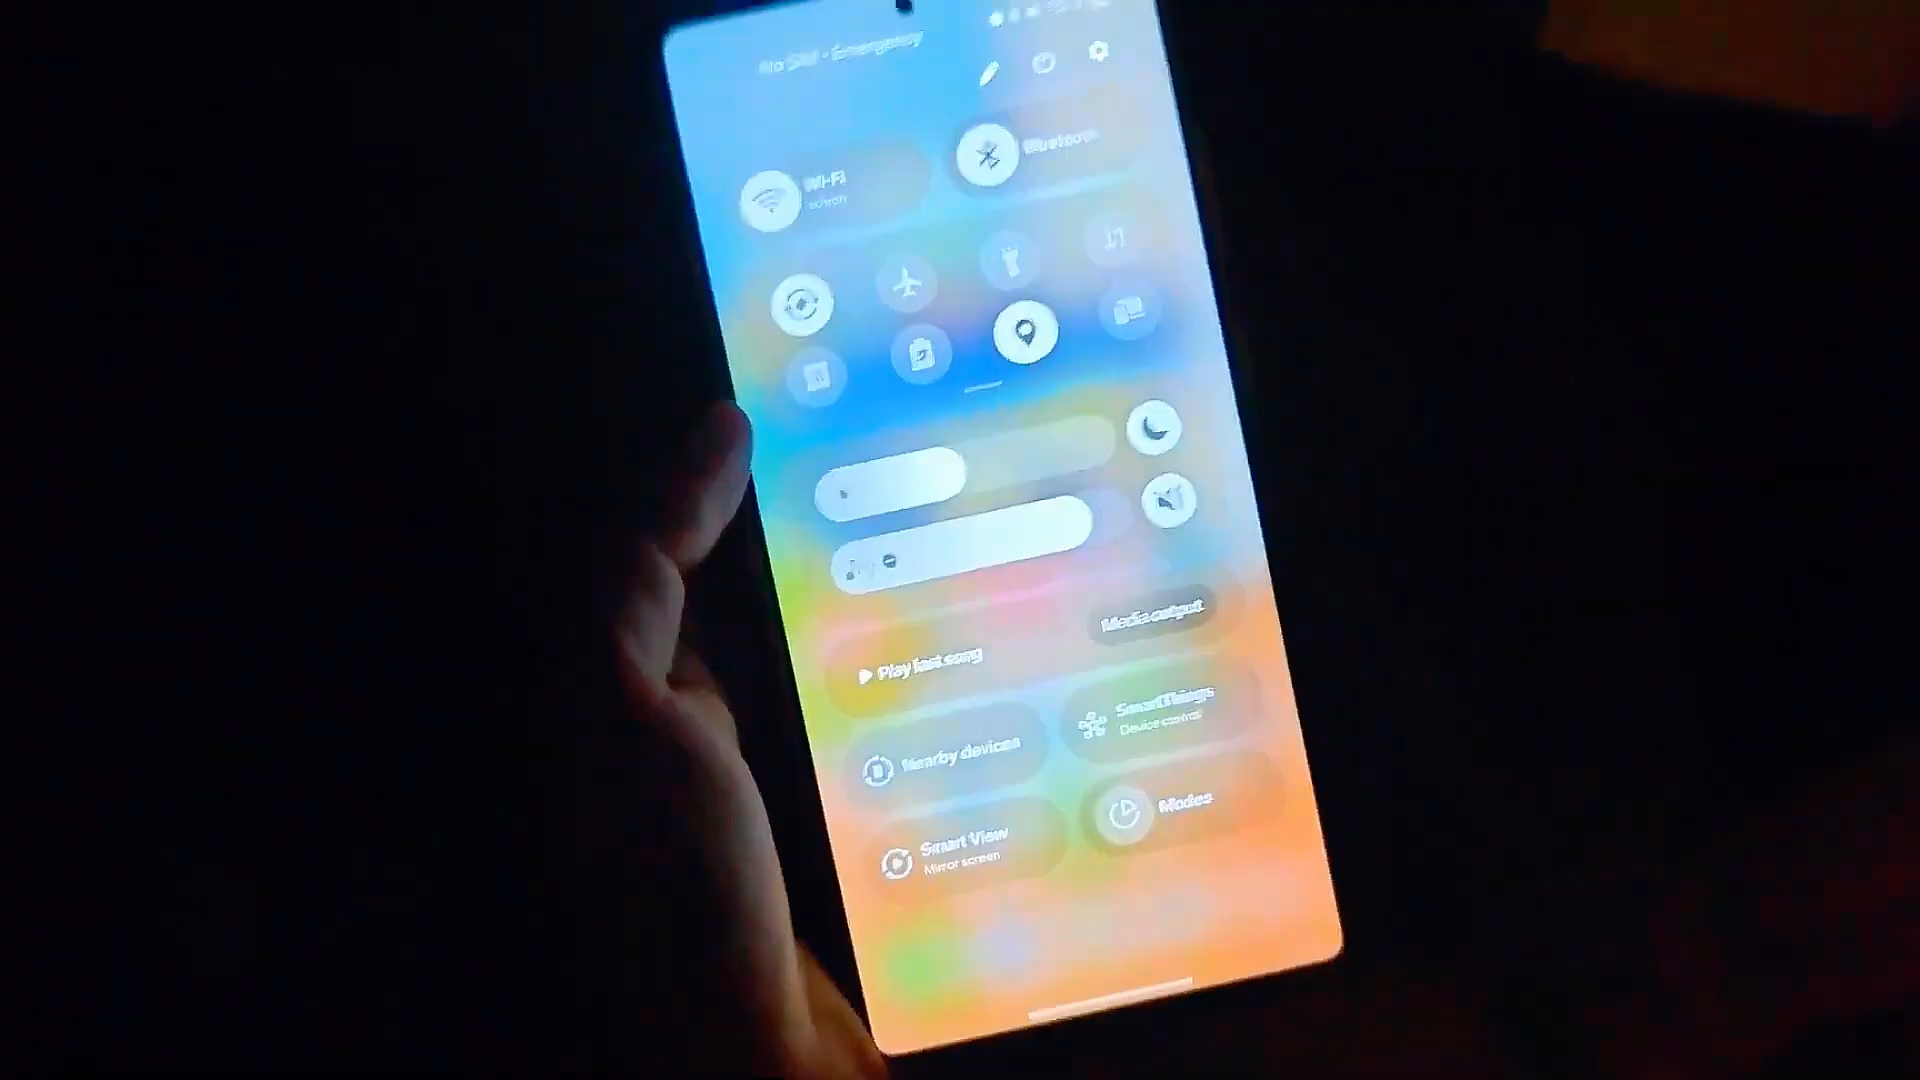 No SIM · Emergency
Wi-Fi
Bluetooth
Play last song
Media output
Nearby devices
SmartThings
Device control
Smart View
Mirror screen
Modes